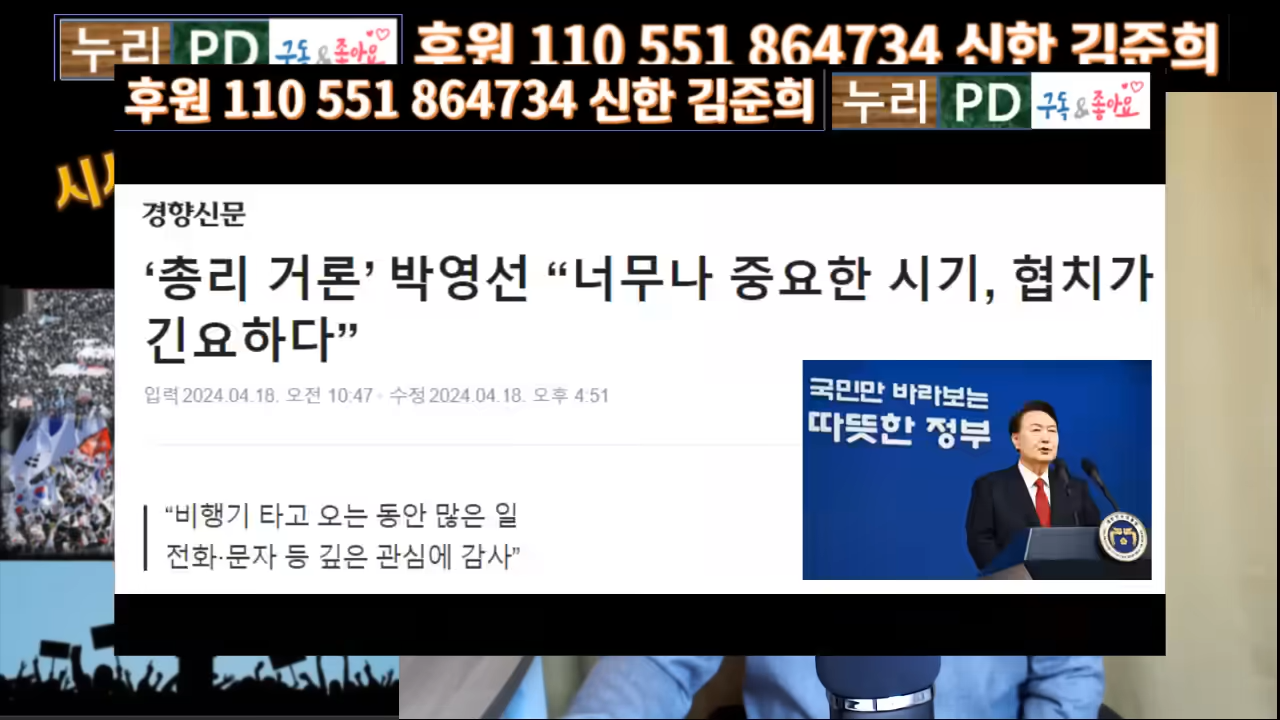 누리 PD 구독 & 좋아요 후원 110 551 864734 신한 김준희
후원 110 551 864734 신한 김준희 누리 PD 구독 & 좋아요
경향신문
‘총리 거론’ 박영선 “너무나 중요한 시기, 협치가
긴요하다”
입력 2024.04.18. 오전 10:47 · 수정 2024.04.18. 오후 4:51
국민만 바라보는
따뜻한 정부
“비행기 타고 오는 동안 많은 일
전화·문자 등 깊은 관심에 감사”